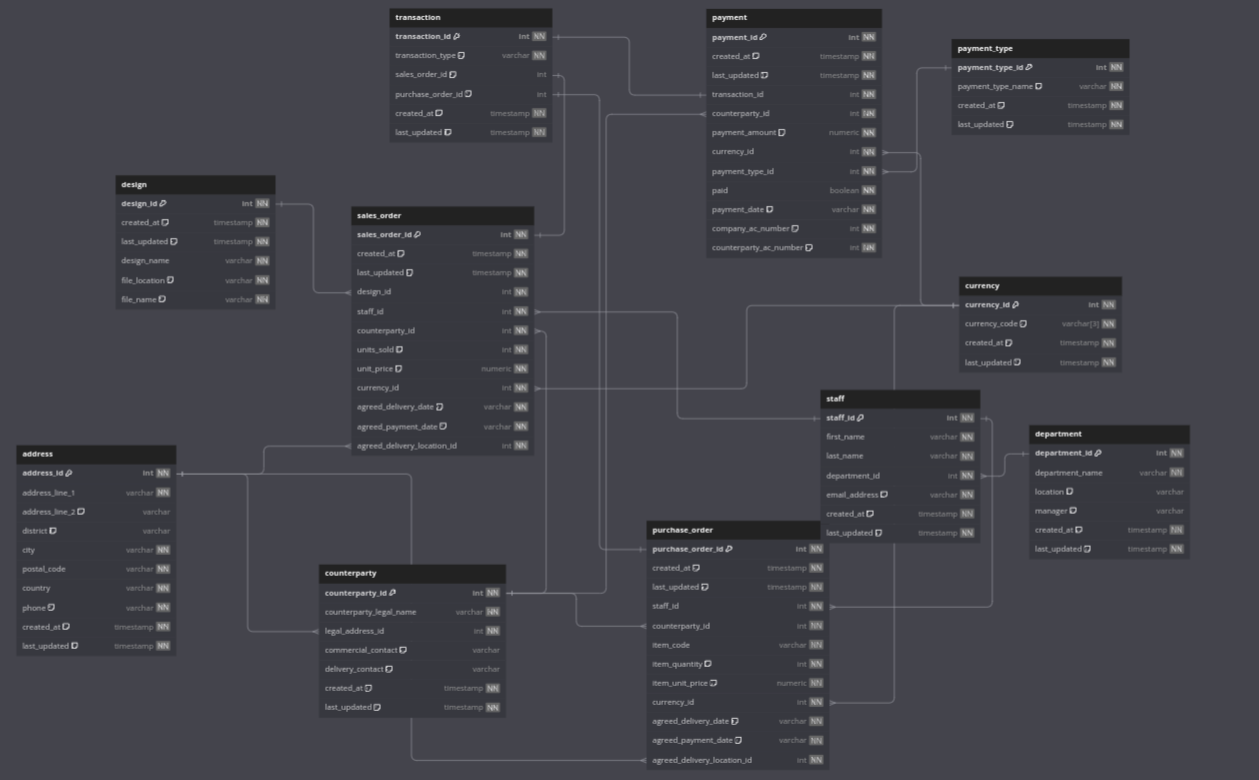 transaction
transaction_id int NN
transaction_type varchar NN
sales_order_id int
purchase_order_id int
created_at timestamp NN
last_updated timestamp NN
payment
payment_id int NN
created_at timestamp NN
last_updated timestamp NN
transaction_id int NN
counterparty_id int NN
payment_amount numeric NN
currency_id int NN
payment_type_id int NN
paid boolean NN
payment_date varchar NN
company_ac_number int NN
counterparty_ac_number int NN
payment_type
payment_type_id int NN
payment_type_name varchar NN
created_at timestamp NN
last_updated timestamp NN
design
design_id int NN
created_at timestamp NN
last_updated timestamp NN
design_name varchar NN
file_location varchar NN
file_name varchar NN
sales_order
sales_order_id int NN
created_at timestamp NN
last_updated timestamp NN
design_id int NN
staff_id int NN
counterparty_id int NN
units_sold int NN
unit_price numeric NN
currency_id int NN
agreed_delivery_date varchar NN
agreed_payment_date varchar NN
agreed_delivery_location_id int NN
currency
currency_id int NN
currency_code varchar[3] NN
created_at timestamp NN
last_updated timestamp NN
staff
staff_id int NN
first_name varchar NN
last_name varchar NN
department_id int NN
email_address varchar NN
created_at timestamp NN
last_updated timestamp NN
department
department_id int NN
department_name varchar NN
location varchar
manager varchar
created_at timestamp NN
last_updated timestamp NN
address
address_id int NN
address_line_1 varchar NN
address_line_2 varchar
district varchar
city varchar NN
postal_code varchar NN
country varchar NN
phone varchar NN
created_at timestamp NN
last_updated timestamp NN
counterparty
counterparty_id int NN
counterparty_legal_name varchar NN
legal_address_id int NN
commercial_contact varchar
delivery_contact varchar
created_at timestamp NN
last_updated timestamp NN
purchase_order
purchase_order_id int NN
created_at timestamp NN
last_updated timestamp NN
staff_id int NN
counterparty_id int NN
item_code varchar NN
item_quantity int NN
item_unit_price numeric NN
currency_id int NN
agreed_delivery_date varchar NN
agreed_payment_date varchar NN
agreed_delivery_location_id int NN